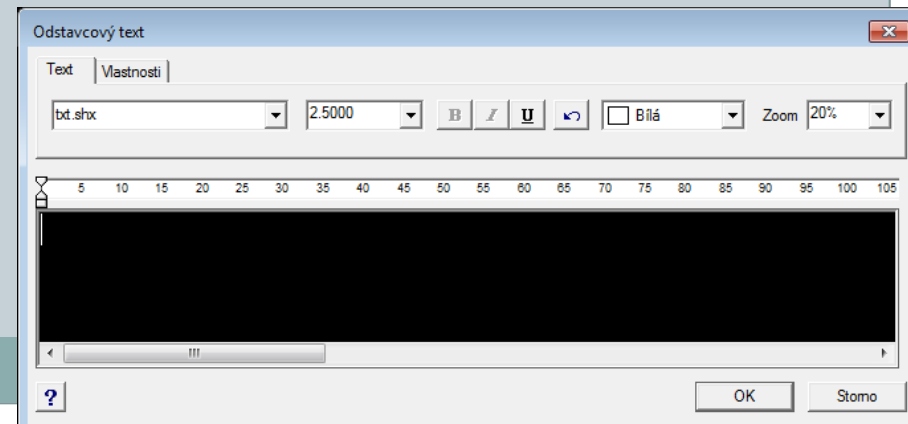 Odstavcový text
Text Vlastnosti
txt.shx 2.5000 B I U Bílá Zoom 20%
5 10 15 20 25 30 35 40 45 50 55 60 65 70 75 80 85 90 95 100 105
? OK Storno